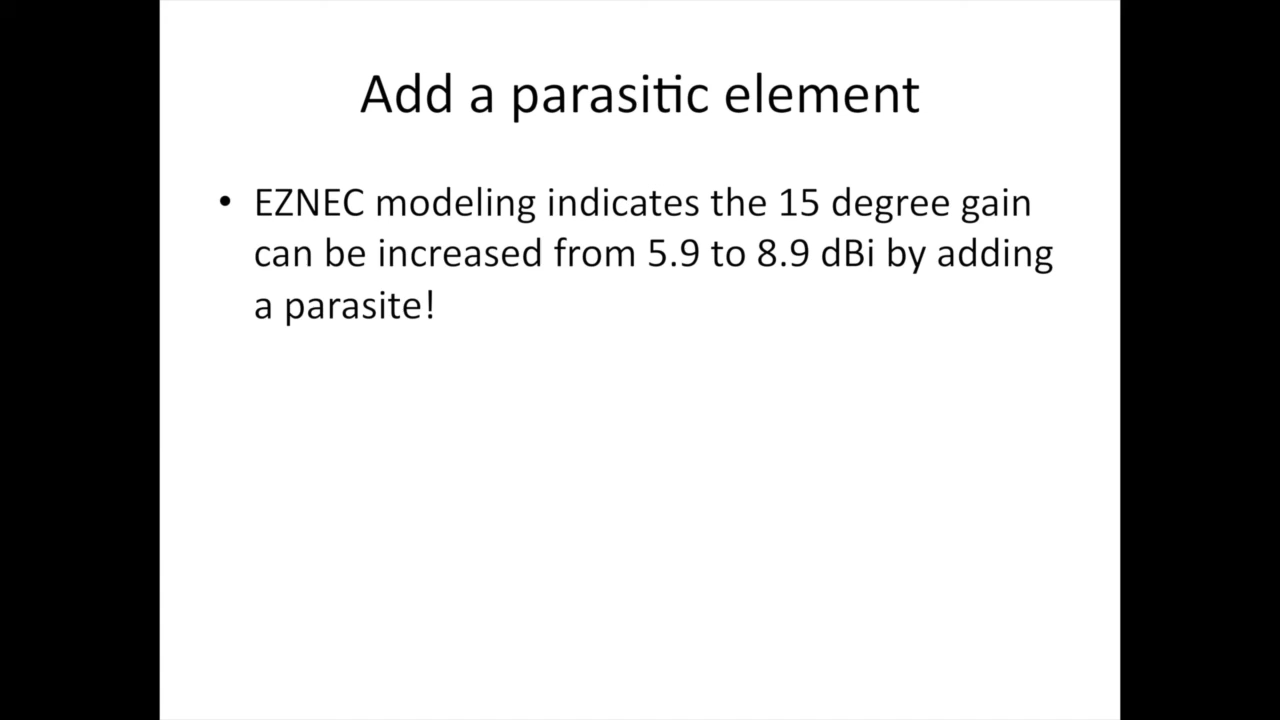 Add a parasitic element
• EZNEC modeling indicates the 15 degree gain
can be increased from 5.9 to 8.9 dBi by adding
a parasite!